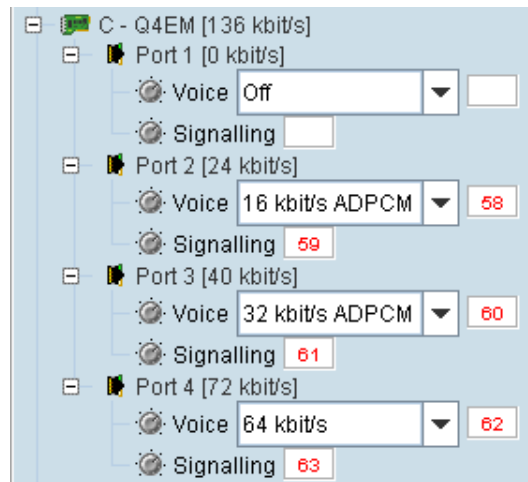 C - Q4EM [136 kbit/s]
Port 1 [0 kbit/s]
Voice Off
Signalling
Port 2 [24 kbit/s]
Voice 16 kbit/s ADPCM 58
Signalling 59
Port 3 [40 kbit/s]
Voice 32 kbit/s ADPCM 60
Signalling 61
Port 4 [72 kbit/s]
Voice 64 kbit/s 62
Signalling 63